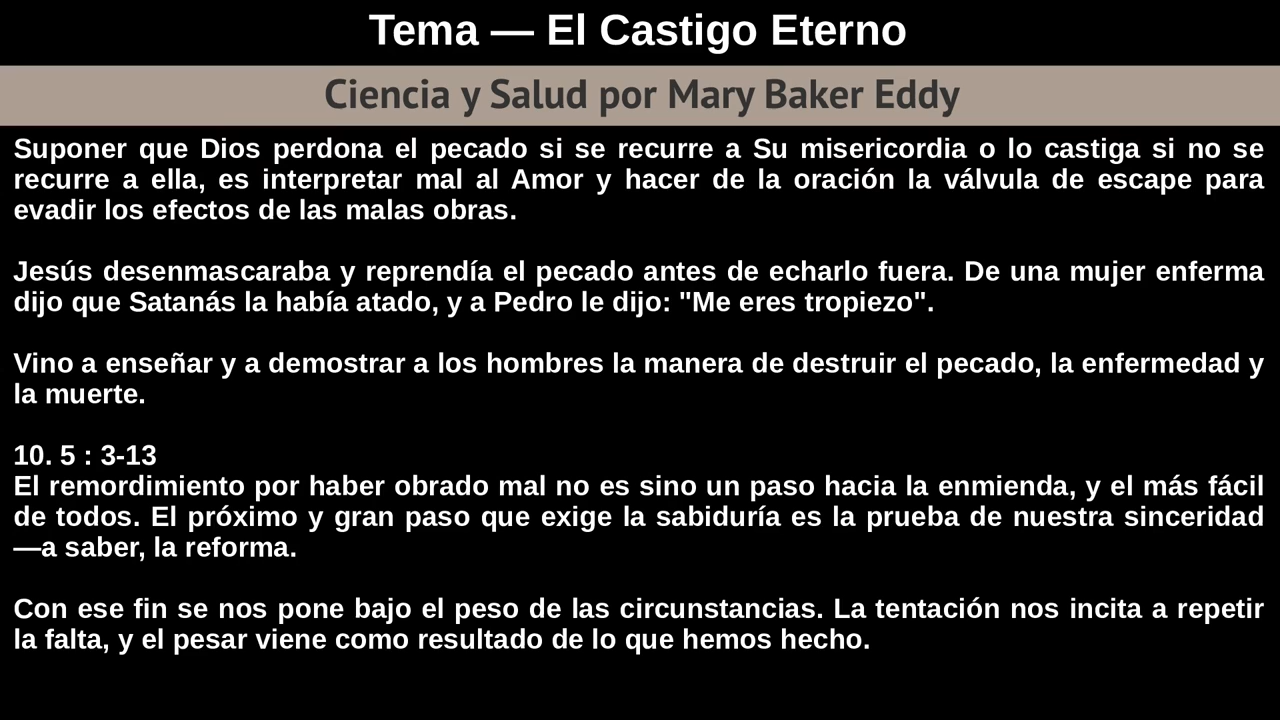 Tema — El Castigo Eterno
Ciencia y Salud por Mary Baker Eddy
Suponer que Dios perdona el pecado si se recurre a Su misericordia o lo castiga si no se
recurre a ella, es interpretar mal al Amor y hacer de la oración la válvula de escape para
evadir los efectos de las malas obras.
Jesús desenmascaraba y reprendía el pecado antes de echarlo fuera. De una mujer enferma
dijo que Satanás la había atado, y a Pedro le dijo: "Me eres tropiezo".
Vino a enseñar y a demostrar a los hombres la manera de destruir el pecado, la enfermedad y
la muerte.
10. 5 : 3-13
El remordimiento por haber obrado mal no es sino un paso hacia la enmienda, y el más fácil
de todos. El próximo y gran paso que exige la sabiduría es la prueba de nuestra sinceridad
—a saber, la reforma.
Con ese fin se nos pone bajo el peso de las circunstancias. La tentación nos incita a repetir
la falta, y el pesar viene como resultado de lo que hemos hecho.